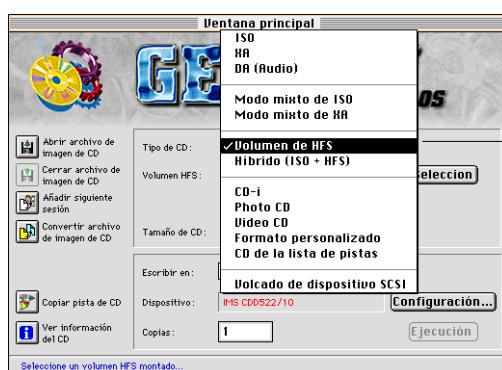 Ventana principal
ISO
XA
DA (Audio)
Modo mixto de ISO
Modo mixto de XA
✓Volumen de HFS
Híbrido (ISO + HFS)
CD-i
Photo CD
Video CD
Formato personalizado
CD de la lista de pistas
Volcado de dispositivo SCSI
GE
OS
Abrir archivo de
imagen de CD
Cerrar archivo de
imagen de CD
Añadir siguiente
sesión
Convertir archivo
de imagen de CD
Copiar pista de CD
Ver información
del CD
Tipo de CD:
Volumen HFS:
eleccion
Tamaño de CD:
Escribir en:
Dispositivo:
IMS CDD522/10
Configuración...
Copias:
1
Ejecución
Seleccione un volumen HFS montado...